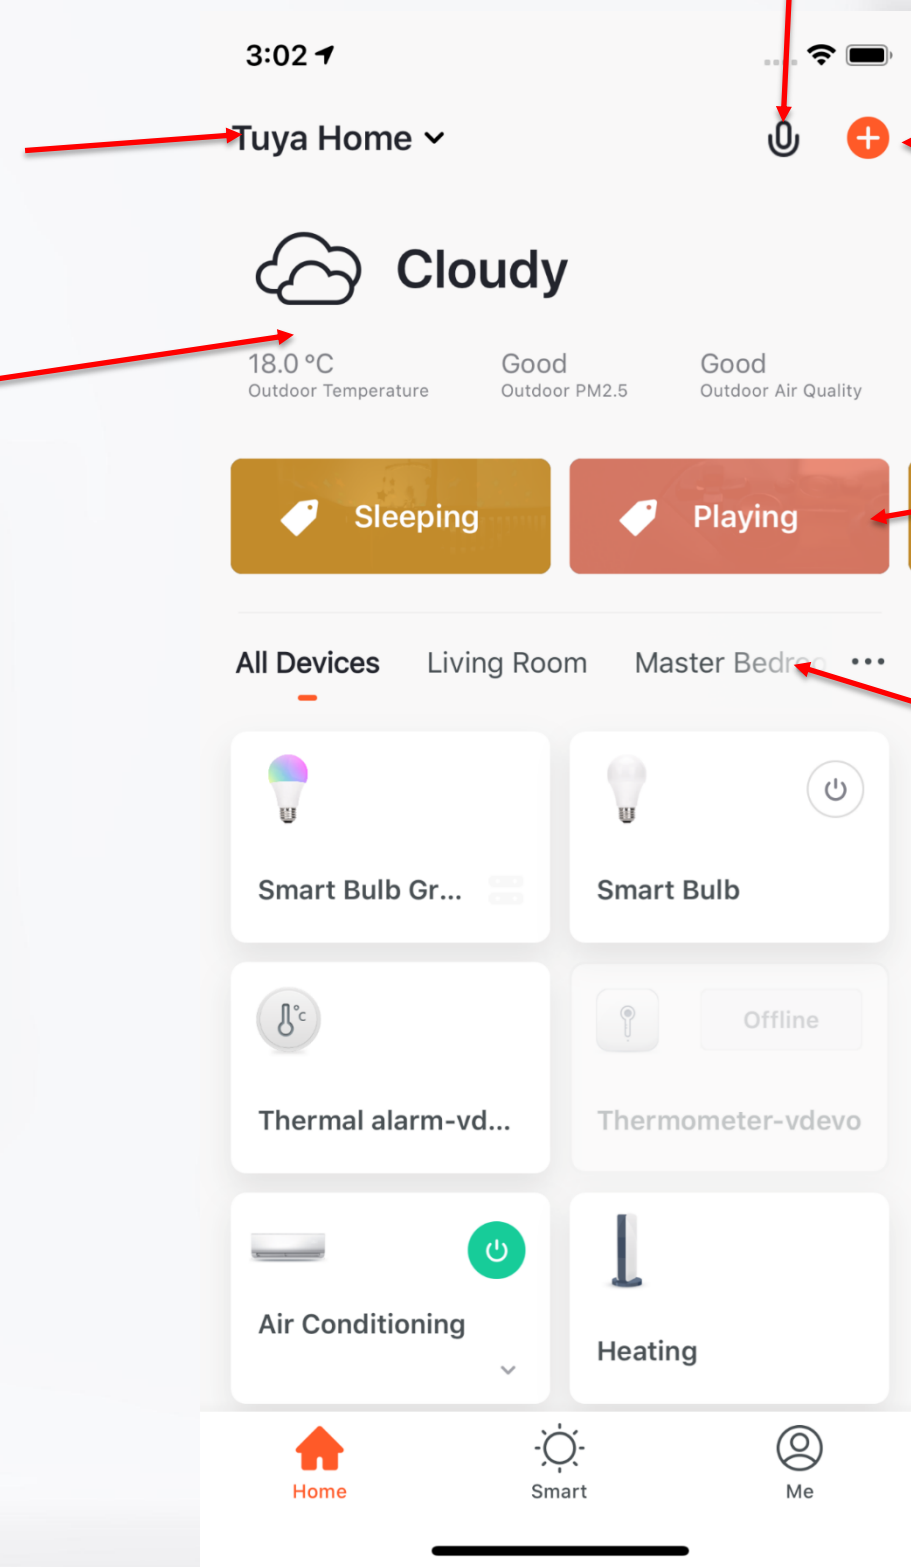 3:02
Tuya Home
Cloudy
18.0 °C Good Good
Outdoor Temperature Outdoor PM2.5 Outdoor Air Quality
Sleeping Playing
All Devices Living Room Master ...
Smart Bulb Gr... Smart Bulb
°c Offline
Thermal alarm-vd... Thermometer-vdevo
Air Conditioning
Heating
Home Smart Me